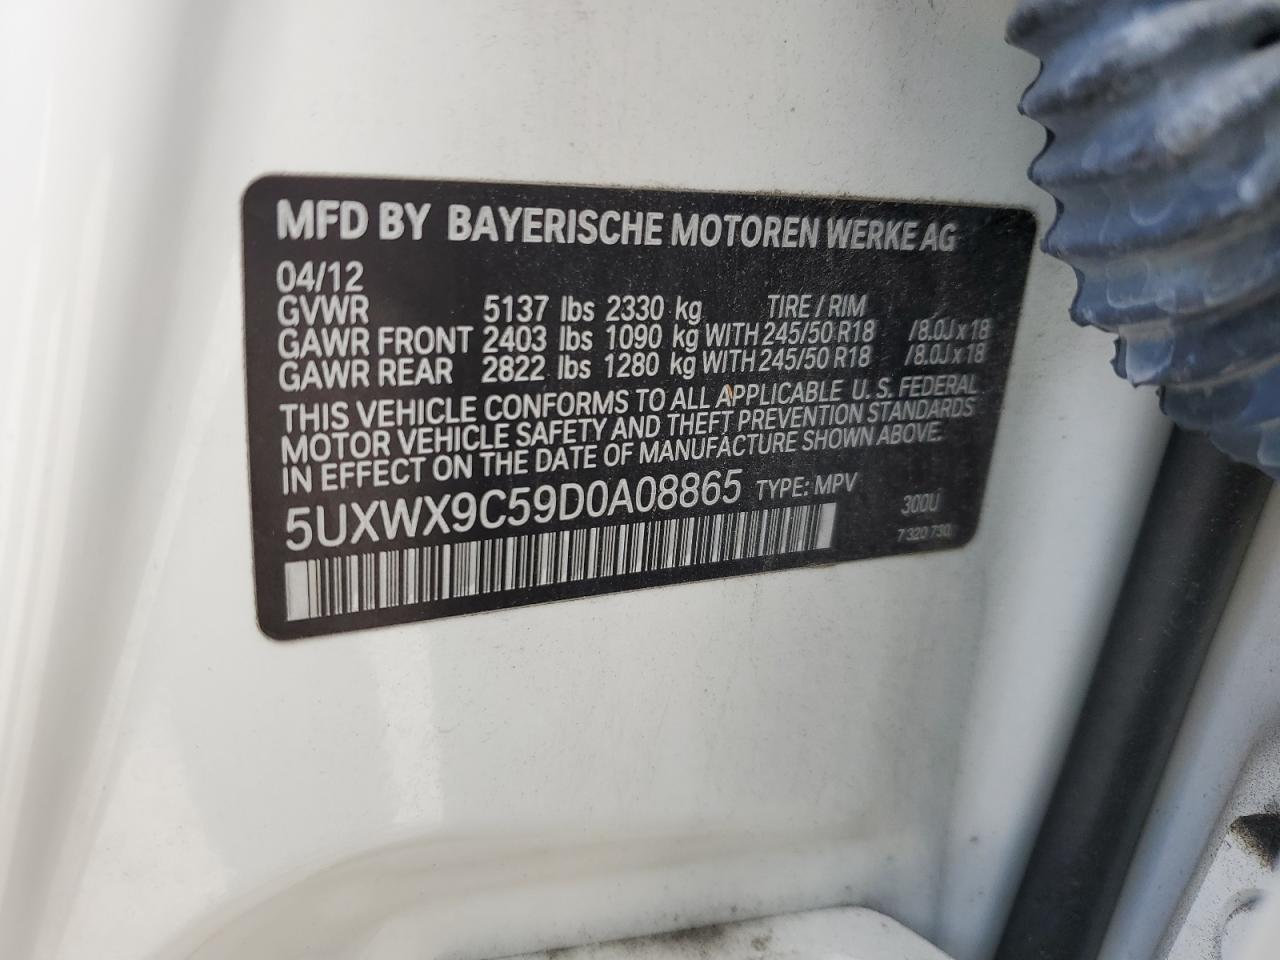 MFD BY BAYERISCHE MOTOREN WERKE AG
04/12
GVWR 5137 lbs 2330 kg TIRE / RIM
GAWR FRONT 2403 lbs 1090 kg WITH 245/50 R18 /8.0J x 18
GAWR REAR 2822 lbs 1280 kg WITH 245/50 R18 /8.0J x 18
THIS VEHICLE CONFORMS TO ALL APPLICABLE U.S. FEDERAL
MOTOR VEHICLE SAFETY AND THEFT PREVENTION STANDARDS
IN EFFECT ON THE DATE OF MANUFACTURE SHOWN ABOVE.
5UXWX9C59D0A08865 TYPE: MPV 300U
7 320 730